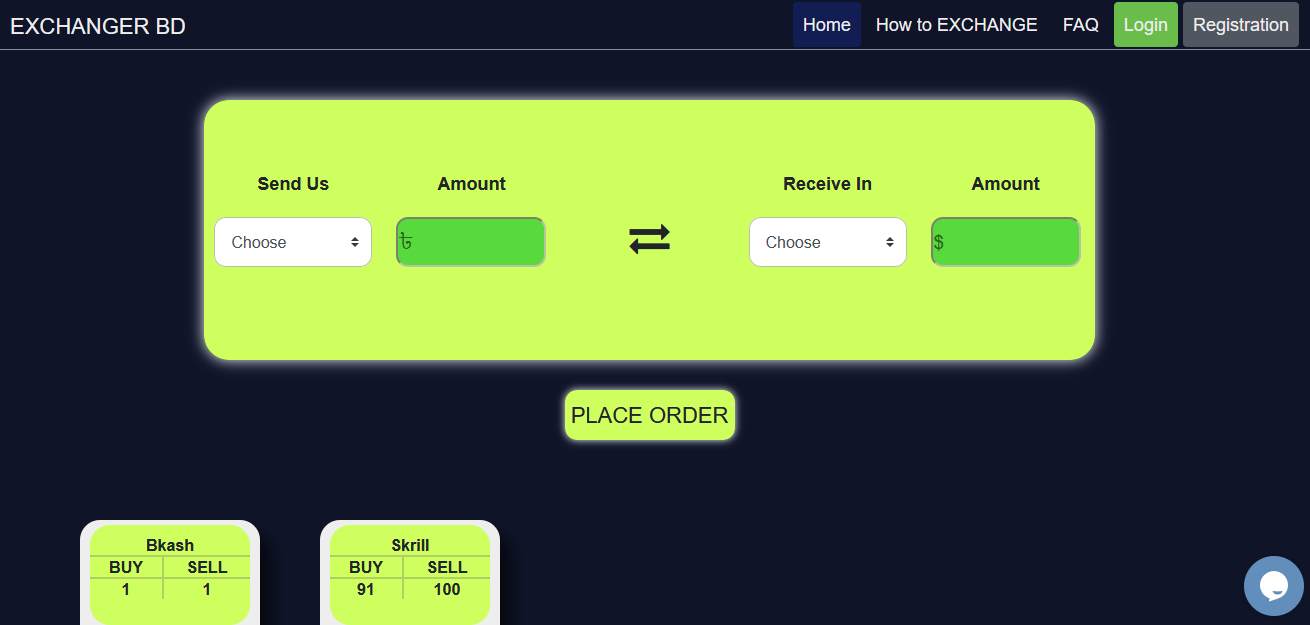 EXCHANGER BD
Home How to EXCHANGE FAQ Login Registration
Send Us Amount Receive In Amount
Choose ৳ Choose $
PLACE ORDER
Bkash
BUY SELL
1 1
Skrill
BUY SELL
91 100